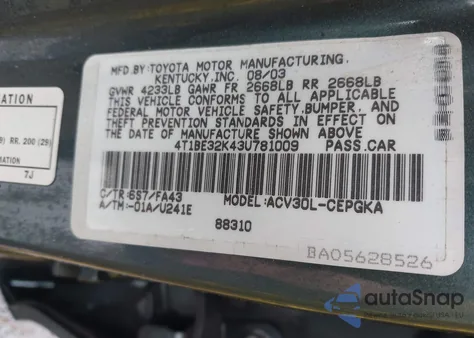 MFD.BY:TOYOTA MOTOR MANUFACTURING,
KENTUCKY,INC. 08/03
GVWR 4233LB GAWR FR 2668LB RR 2668LB
THIS VEHICLE CONFORMS TO ALL APPLICABLE
FEDERAL MOTOR VEHICLE SAFETY,BUMPER, AND
THEFT PREVENTION STANDARDS IN EFFECT ON
THE DATE OF MANUFACTURE SHOWN ABOVE
4T1BE32K43U781009 PASS.CAR
C/TR:6S7/FA43 MODEL:ACV30L-CEPGKA
A/TM:-01A/U241E
88310
BA05628526
ATION
RR. 200 (29)
7J
autoSnap